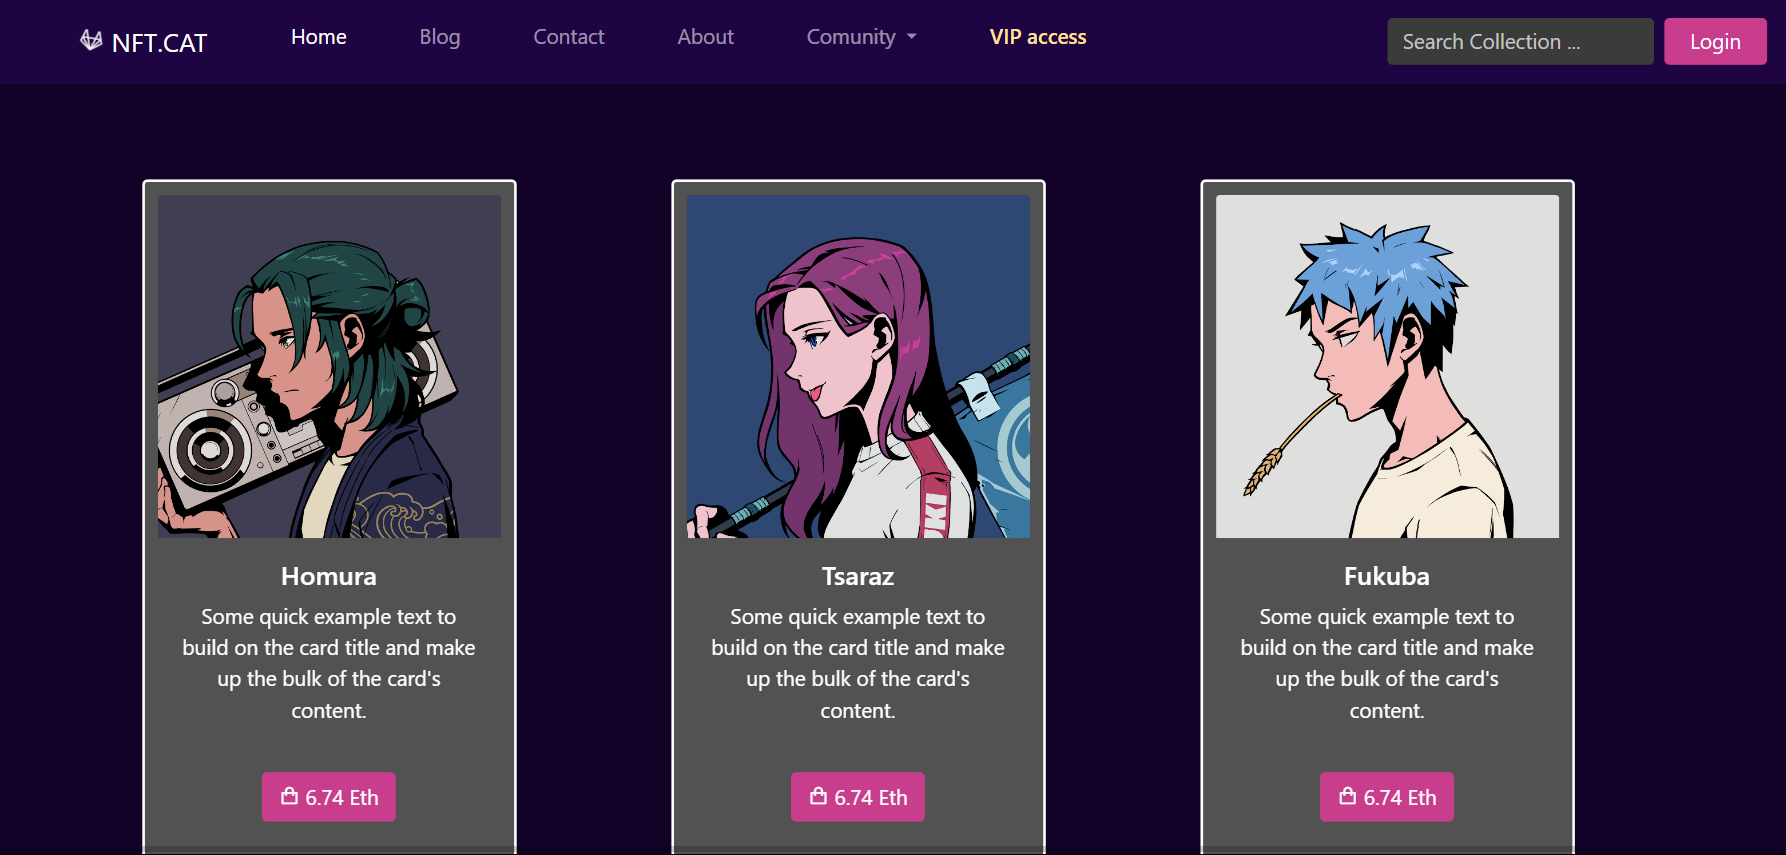 NFT.CAT Home Blog Contact About Comunity VIP access Search Collection ... Login
Homura
Some quick example text to
build on the card title and make
up the bulk of the card's
content.
6.74 Eth
Tsaraz
Some quick example text to
build on the card title and make
up the bulk of the card's
content.
6.74 Eth
Fukuba
Some quick example text to
build on the card title and make
up the bulk of the card's
content.
6.74 Eth